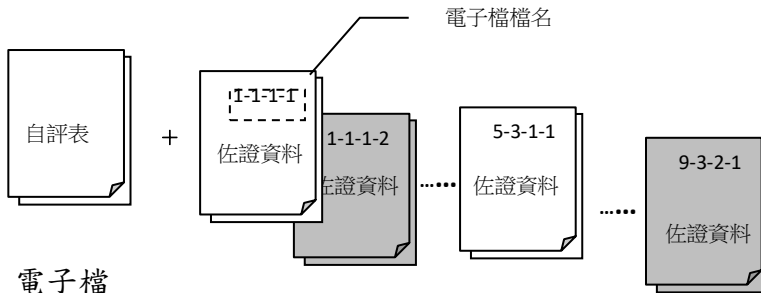 電子檔檔名
自評表
+
1-1-1-1
佐證資料
1-1-1-2
佐證資料
……
5-3-1-1
佐證資料
……
9-3-2-1
佐證資料
電子檔